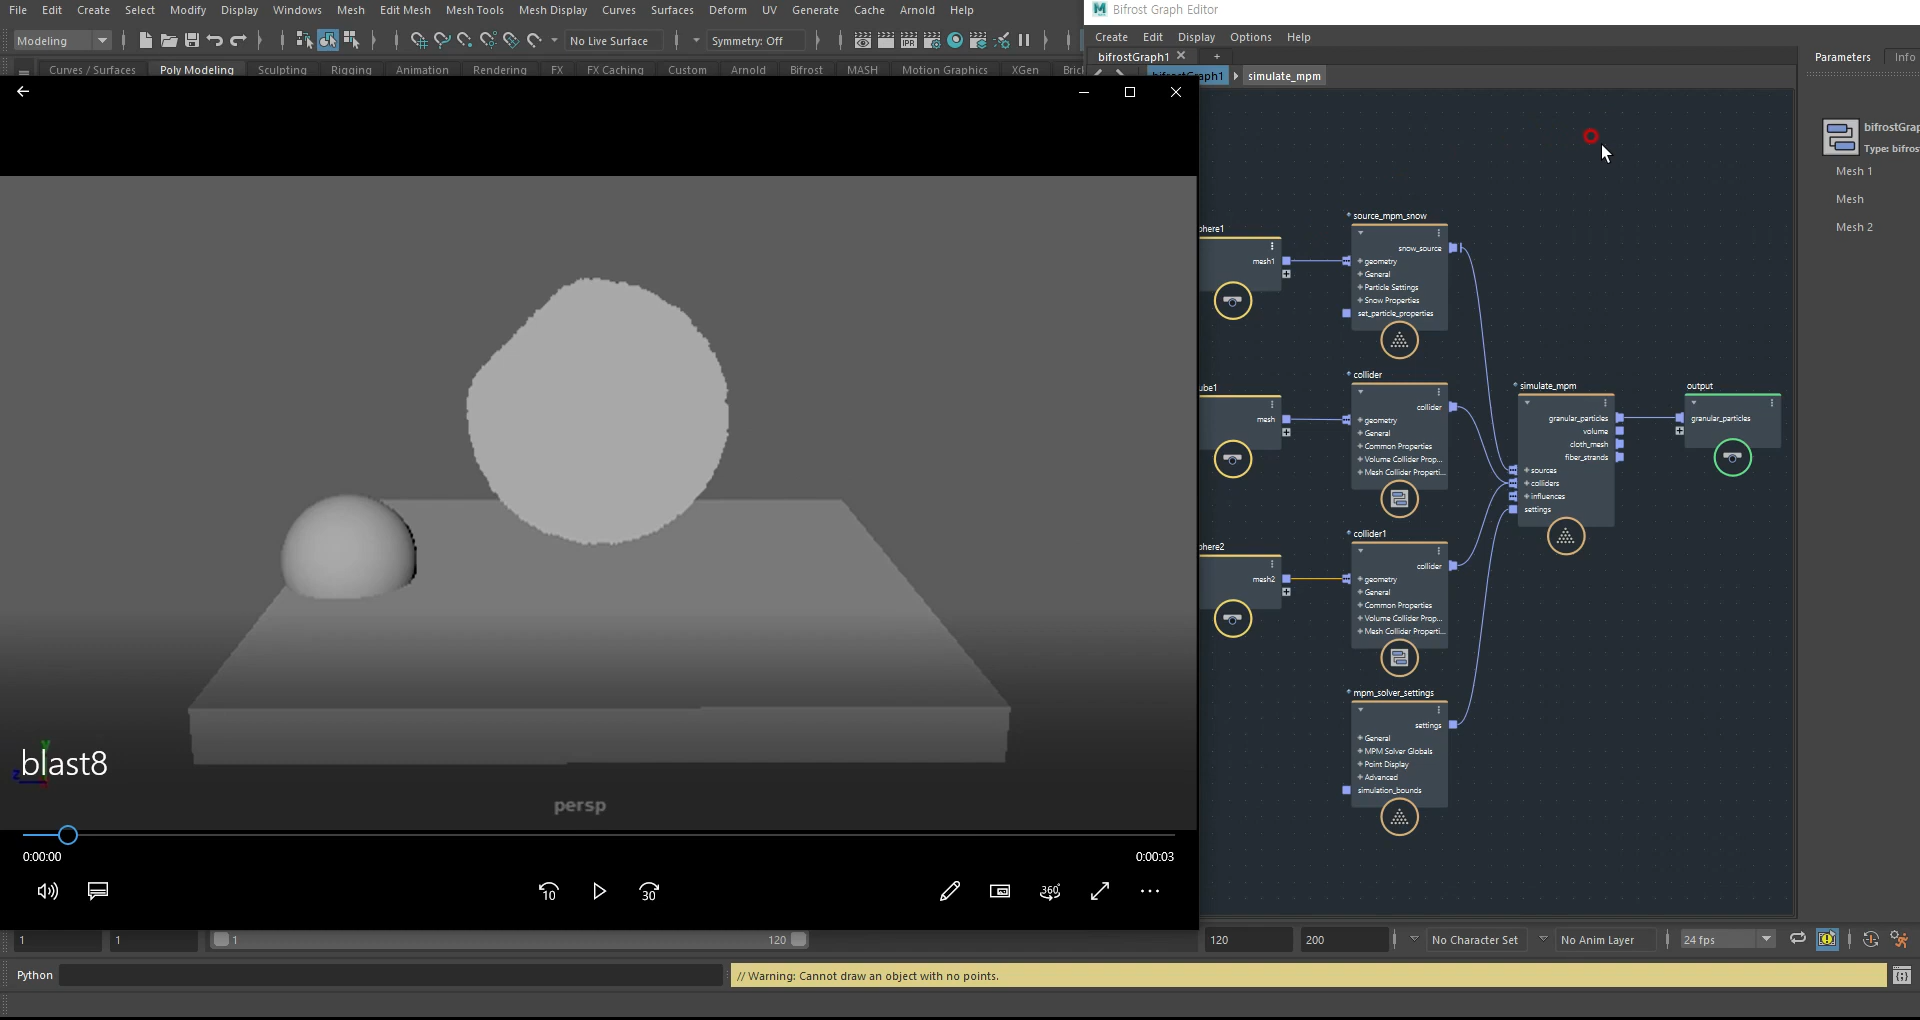 File Edit Create Select Modify Display Windows Mesh Edit Mesh Mesh Tools Mesh Display Curves Surfaces Deform UV Generate Cache Arnold Help
Bifrost Graph Editor
Modeling
No Live Surface
Symmetry: Off
IPR
Create Edit Display Options Help
bifrostGraph1
Parameters Info
Curves / Surfaces Poly Modeling Sculpting Rigging Animation Rendering FX FX Caching Custom Arnold Bifrost MASH Motion Graphics XGen
simulate_mpm
Type:
Mesh 1
Mesh
Mesh 2
source_mpm_snow
snow_source
mesh1
geometry
General
Particle Settings
Snow Properties
set_particle_properties
collider
collider
mesh
geometry
General
Common Properties
Volume Collider Prop...
Mesh Collider Properti...
simulate_mpm
granular_particles
volume
cloth_mesh
fiber_strands
sources
colliders
influences
settings
output
granular_particles
collider1
collider
mesh2
geometry
General
Common Properties
Volume Collider Prop...
Mesh Collider Properti...
mpm_solver_settings
settings
General
MPM Solver Globals
Point Display
Advanced
simulation_bounds
blast8
persp
0:00:00
0:00:03
10
30
360
1
1
1
120
120
200
No Character Set
No Anim Layer
24 fps
Python
// Warning: Cannot draw an object with no points.